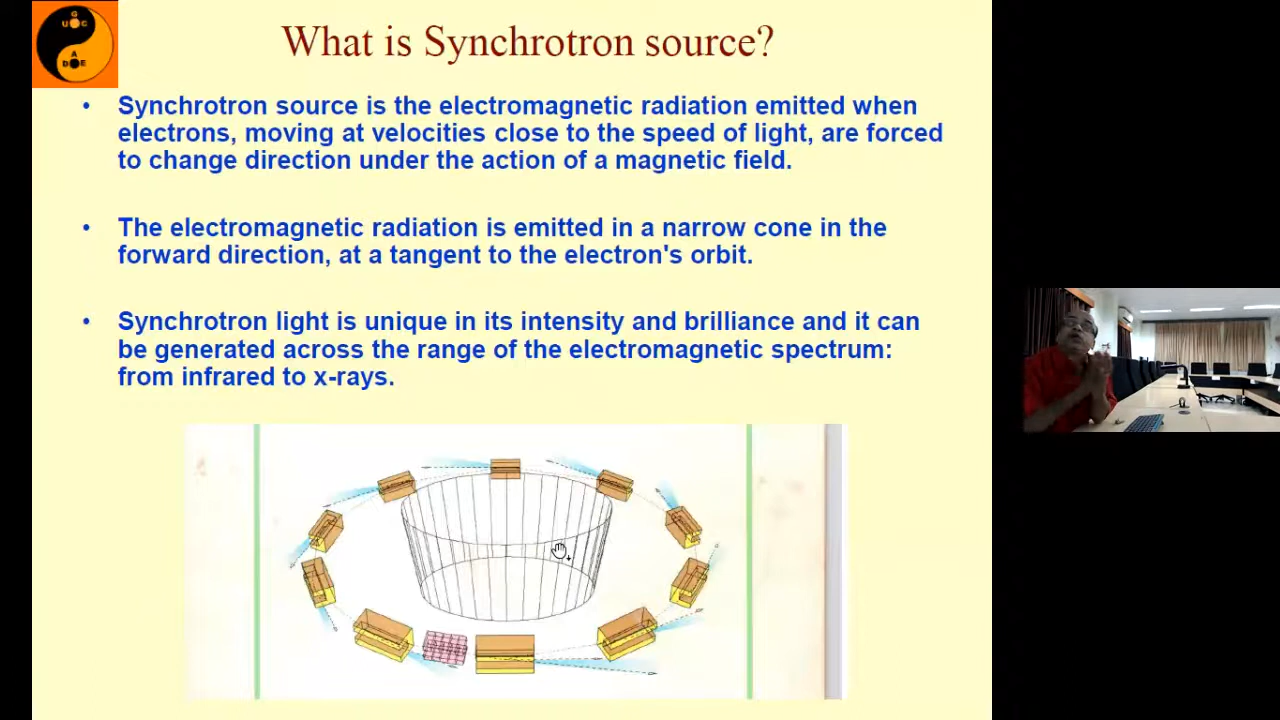 G
U G C
A
D E
What is Synchrotron source?
• Synchrotron source is the electromagnetic radiation emitted when
electrons, moving at velocities close to the speed of light, are forced
to change direction under the action of a magnetic field.
• The electromagnetic radiation is emitted in a narrow cone in the
forward direction, at a tangent to the electron's orbit.
• Synchrotron light is unique in its intensity and brilliance and it can
be generated across the range of the electromagnetic spectrum:
from infrared to x-rays.